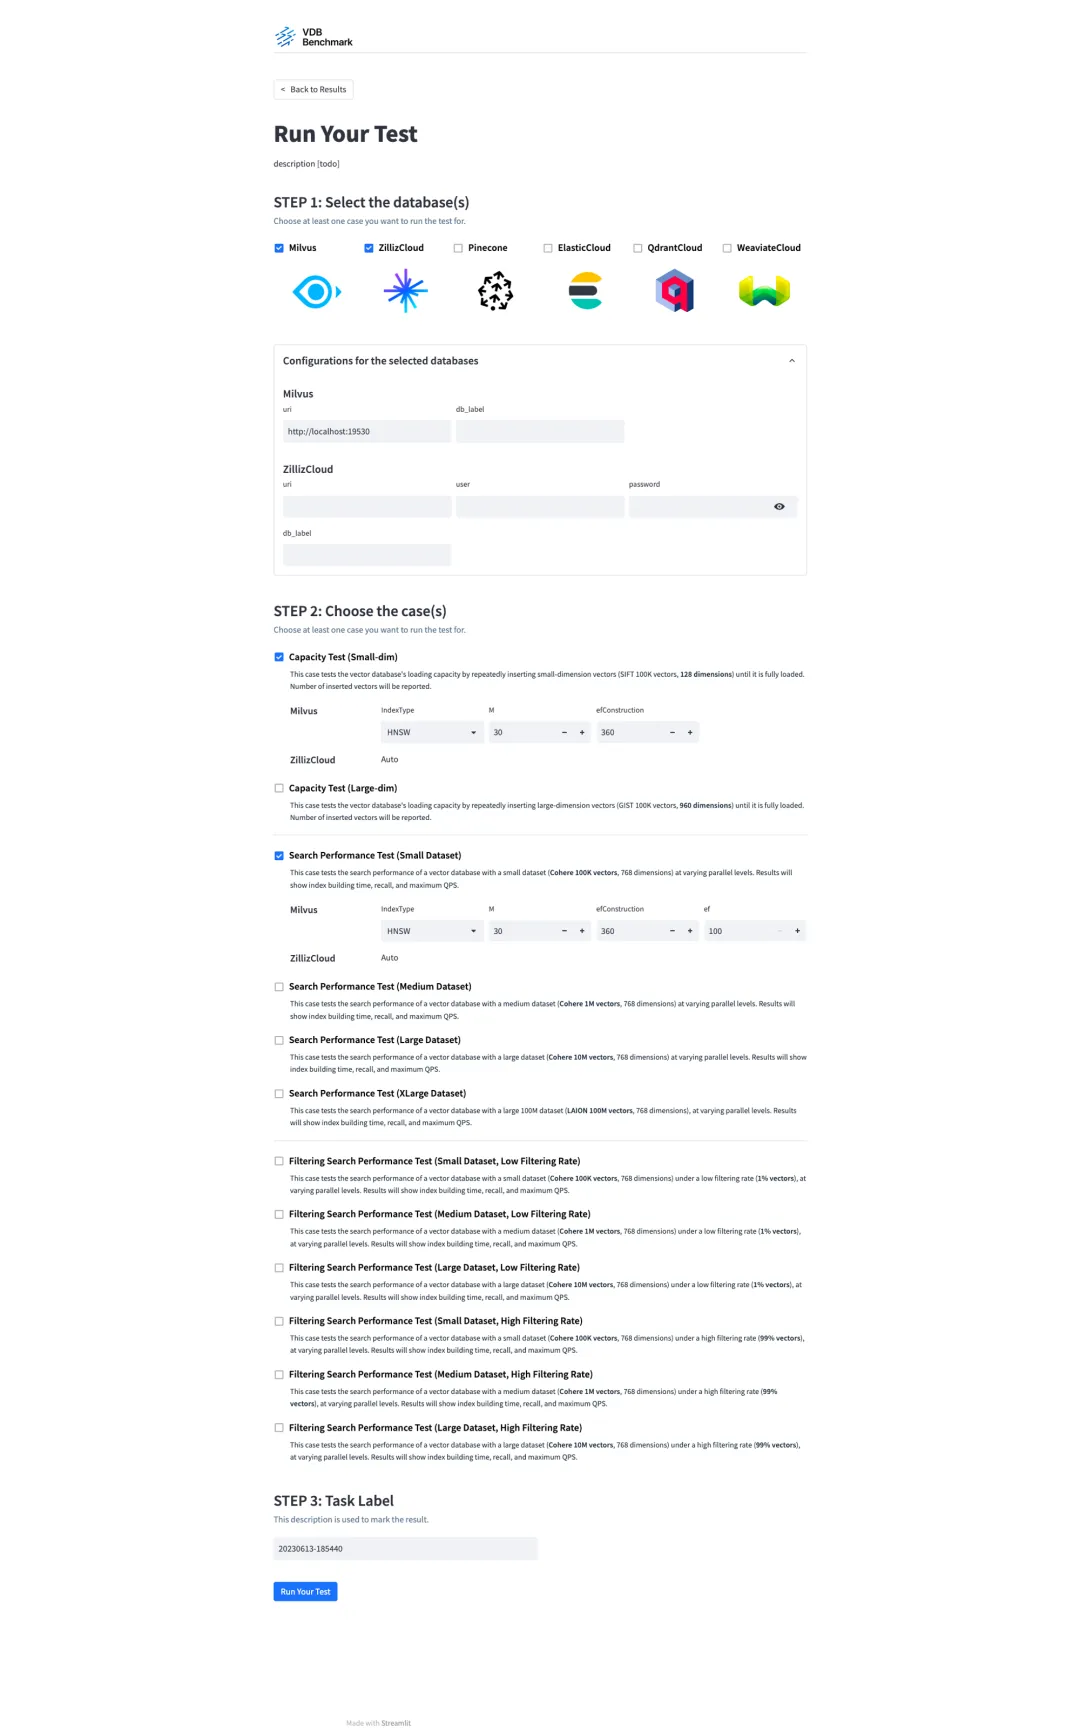 VDB
Benchmark
< Back to Results
Run Your Test
description [todo]
STEP 1: Select the database(s)
Choose at least one case you want to run the test for.
Milvus ZillizCloud Pinecone ElasticCloud QdrantCloud WeaviateCloud
Configurations for the selected databases
Milvus
uri db_label
http://localhost:19530
ZillizCloud
uri user password
db_label
STEP 2: Choose the case(s)
Choose at least one case you want to run the test for.
Capacity Test (Small-dim)
This case tests the vector database's loading capacity by repeatedly inserting small-dimension vectors (SIFT 100K vectors, 128 dimensions) until it is fully loaded.
Number of inserted vectors will be reported.
Milvus IndexType M efConstruction
HNSW 30 − + 360 − +
ZillizCloud Auto
Capacity Test (Large-dim)
This case tests the vector database's loading capacity by repeatedly inserting large-dimension vectors (GIST 100K vectors, 960 dimensions) until it is fully loaded.
Number of inserted vectors will be reported.
Search Performance Test (Small Dataset)
This case tests the search performance of a vector database with a small dataset (Cohere 100K vectors, 768 dimensions) at varying parallel levels. Results will
show index building time, recall, and maximum QPS.
Milvus IndexType M efConstruction ef
HNSW 30 − + 360 − + 100 − +
ZillizCloud Auto
Search Performance Test (Medium Dataset)
This case tests the search performance of a vector database with a medium dataset (Cohere 1M vectors, 768 dimensions) at varying parallel levels. Results will
show index building time, recall, and maximum QPS.
Search Performance Test (Large Dataset)
This case tests the search performance of a vector database with a large dataset (Cohere 10M vectors, 768 dimensions) at varying parallel levels. Results will show
index building time, recall, and maximum QPS.
Search Performance Test (XLarge Dataset)
This case tests the search performance of a vector database with a large 100M dataset (LAION 100M vectors, 768 dimensions), at varying parallel levels. Results
will show index building time, recall, and maximum QPS.
Filtering Search Performance Test (Small Dataset, Low Filtering Rate)
This case tests the search performance of a vector database with a small dataset (Cohere 100K vectors, 768 dimensions) under a low filtering rate (1% vectors), at
varying parallel levels. Results will show index building time, recall, and maximum QPS.
Filtering Search Performance Test (Medium Dataset, Low Filtering Rate)
This case tests the search performance of a vector database with a medium dataset (Cohere 1M vectors, 768 dimensions) under a low filtering rate (1% vectors),
at varying parallel levels. Results will show index building time, recall, and maximum QPS.
Filtering Search Performance Test (Large Dataset, Low Filtering Rate)
This case tests the search performance of a vector database with a large dataset (Cohere 10M vectors, 768 dimensions) under a low filtering rate (1% vectors), at
varying parallel levels. Results will show index building time, recall, and maximum QPS.
Filtering Search Performance Test (Small Dataset, High Filtering Rate)
This case tests the search performance of a vector database with a small dataset (Cohere 100K vectors, 768 dimensions) under a high filtering rate (99% vectors),
at varying parallel levels. Results will show index building time, recall, and maximum QPS.
Filtering Search Performance Test (Medium Dataset, High Filtering Rate)
This case tests the search performance of a vector database with a medium dataset (Cohere 1M vectors, 768 dimensions) under a high filtering rate (99%
vectors), at varying parallel levels. Results will show index building time, recall, and maximum QPS.
Filtering Search Performance Test (Large Dataset, High Filtering Rate)
This case tests the search performance of a vector database with a large dataset (Cohere 10M vectors, 768 dimensions) under a high filtering rate (99% vectors),
at varying parallel levels. Results will show index building time, recall, and maximum QPS.
STEP 3: Task Label
This description is used to mark the result.
20230613-185440
Run Your Test
Made with Streamlit